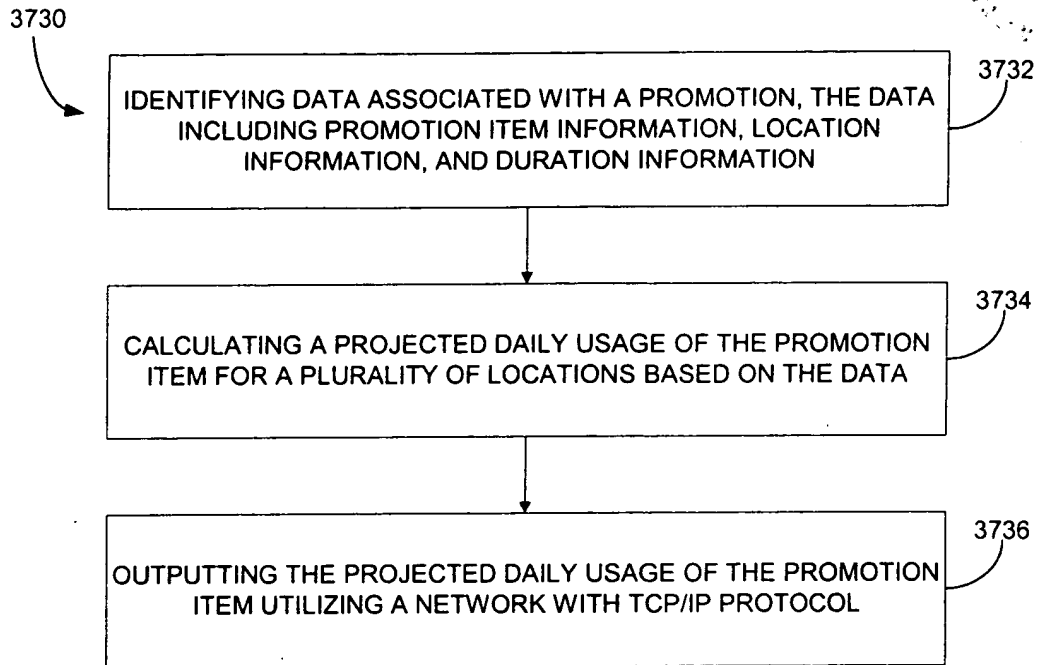 3730
3732
IDENTIFYING DATA ASSOCIATED WITH A PROMOTION, THE DATA
INCLUDING PROMOTION ITEM INFORMATION, LOCATION
INFORMATION, AND DURATION INFORMATION
3734
CALCULATING A PROJECTED DAILY USAGE OF THE PROMOTION
ITEM FOR A PLURALITY OF LOCATIONS BASED ON THE DATA
3736
OUTPUTTING THE PROJECTED DAILY USAGE OF THE PROMOTION
ITEM UTILIZING A NETWORK WITH TCP/IP PROTOCOL